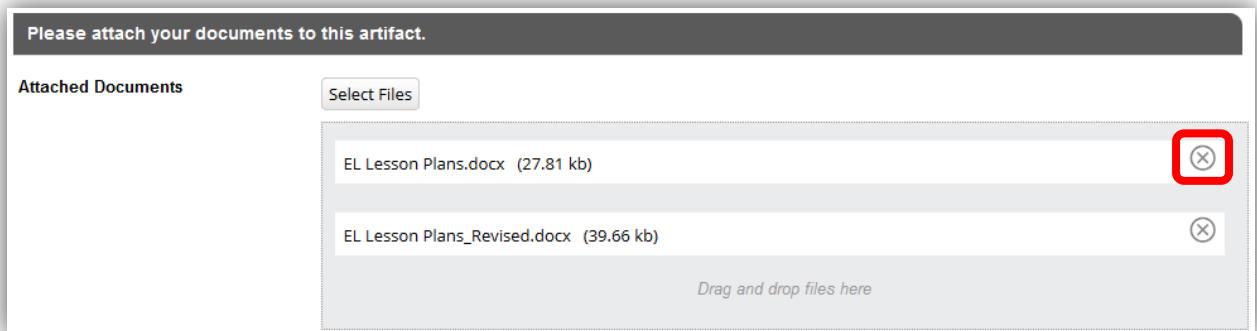 Please attach your documents to this artifact.
Attached Documents
Select Files
EL Lesson Plans.docx (27.81 kb)
EL Lesson Plans_Revised.docx (39.66 kb)
Drag and drop files here